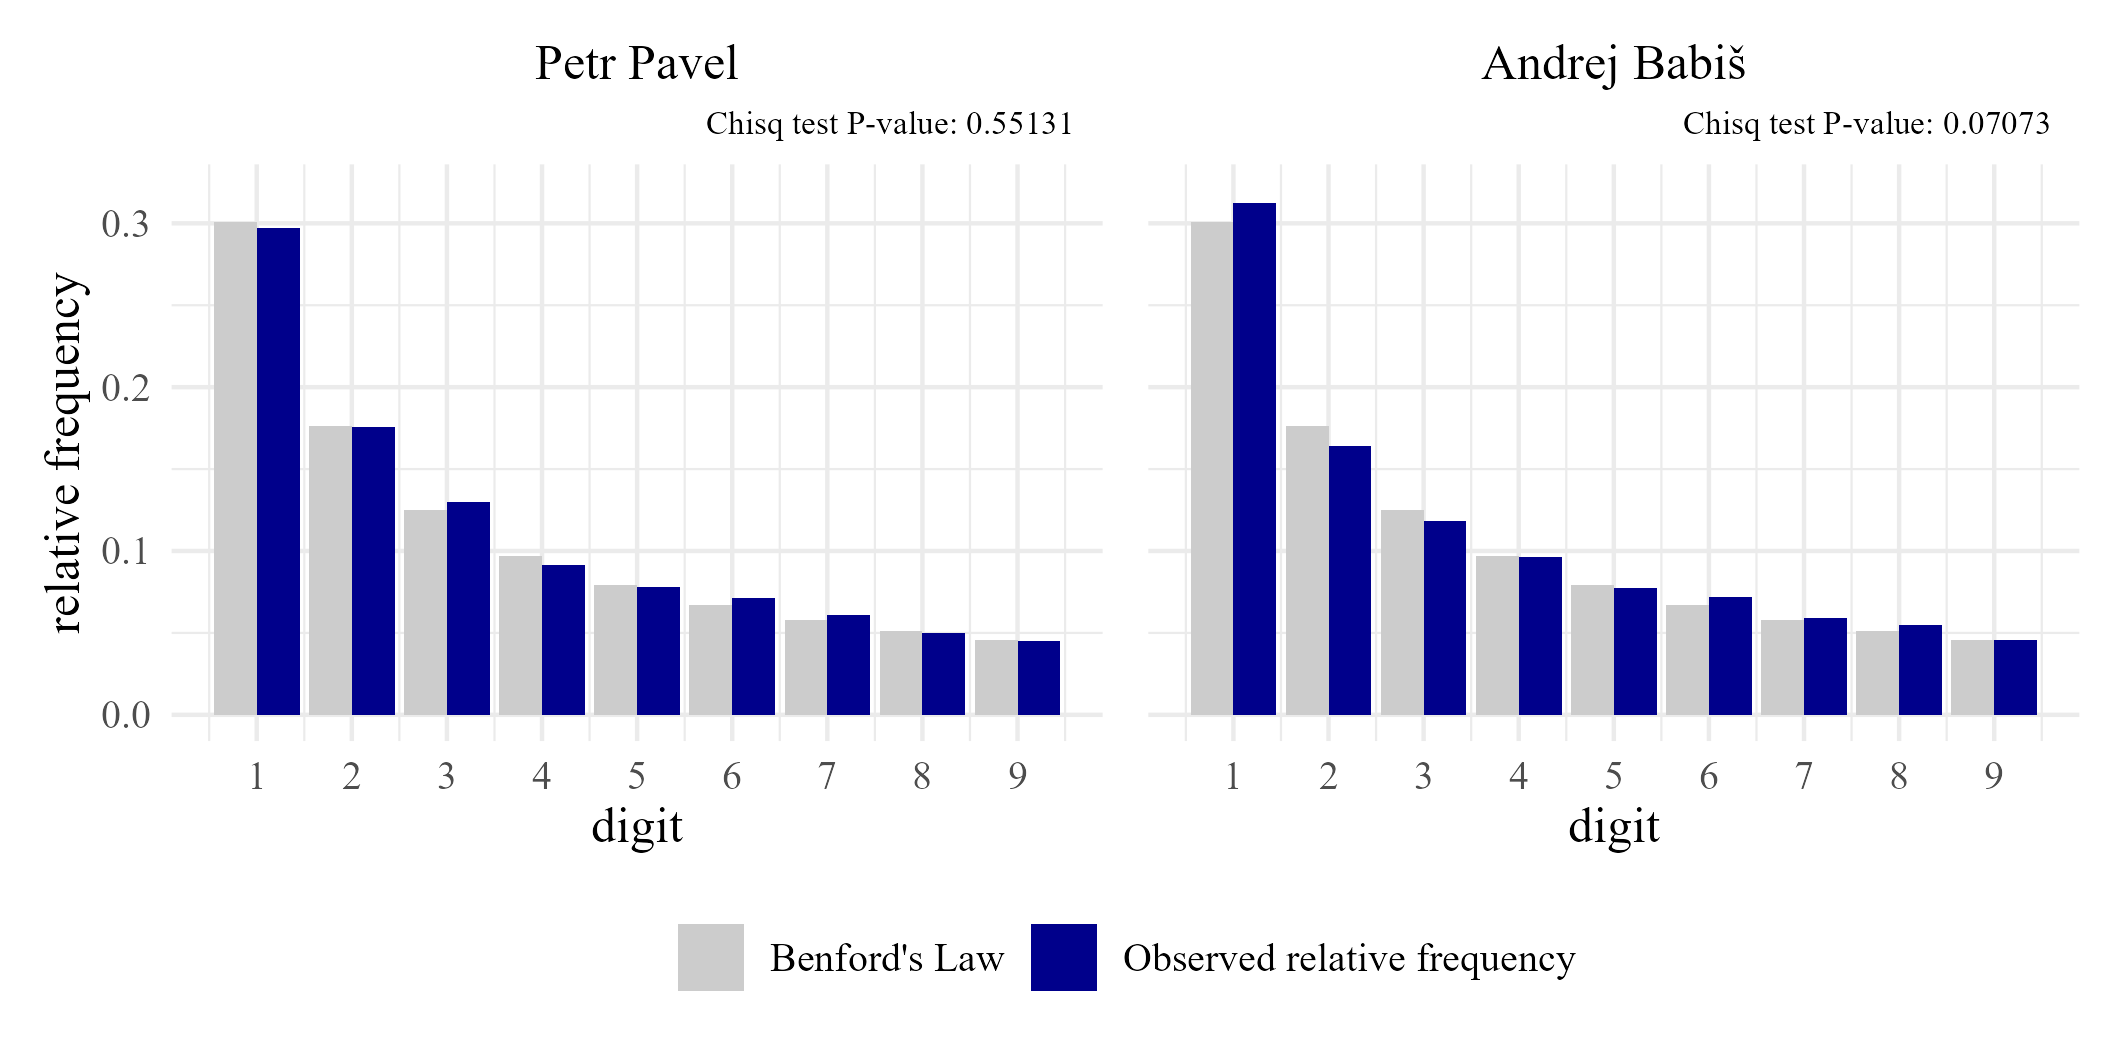 Petr Pavel
Chisq test P-value: 0.55131
Andrej Babiš
Chisq test P-value: 0.07073
relative frequency
0.3
0.2
0.1
0.0
1 2 3 4 5 6 7 8 9
digit
1 2 3 4 5 6 7 8 9
digit
Benford's Law
Observed relative frequency